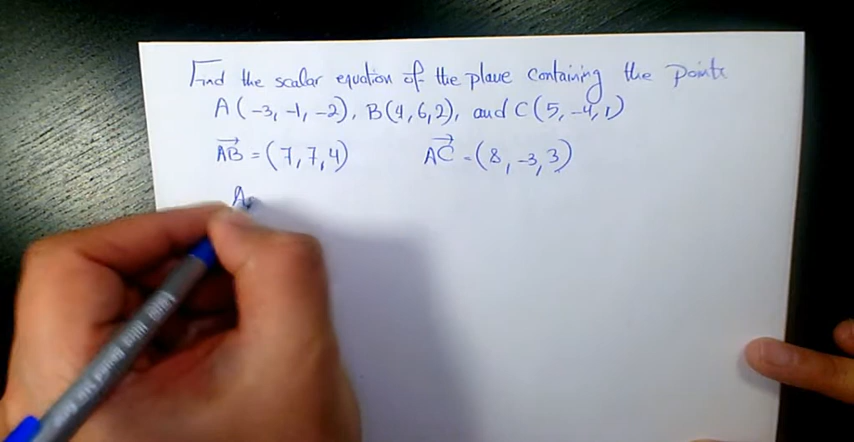 Find the scalar equation of the plane containing the points
A(-3, -1, -2), B(4, 6, 2), and C(5, -4, 1)
AB = (7, 7, 4) AC = (8, -3, 3)
A